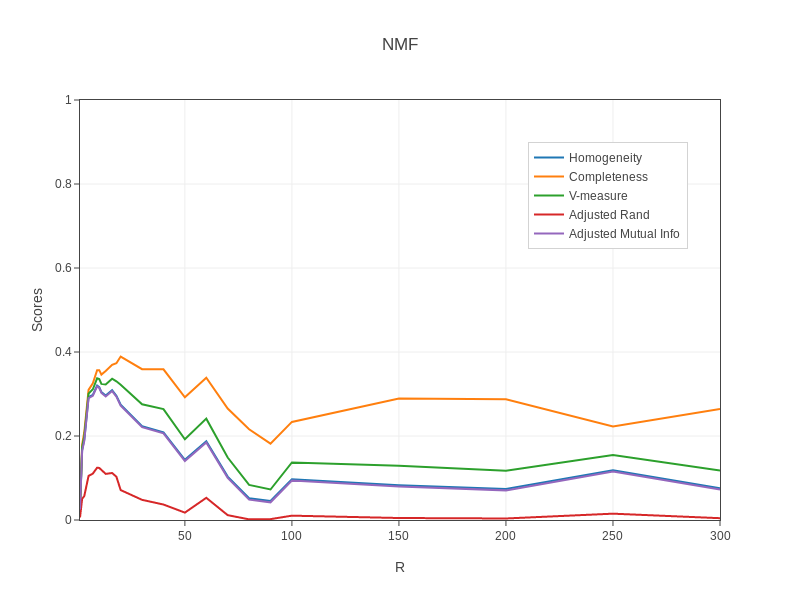 NMF
1
0.8
0.6
0.4
0.2
0
Scores
50
100
150
200
250
300
R
Homogeneity
Completeness
V-measure
Adjusted Rand
Adjusted Mutual Info